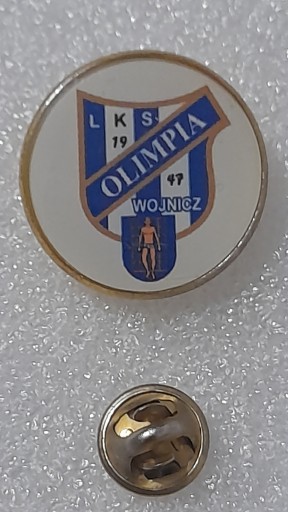 L K S
19
OLIMPIA
47
WOJNICZ